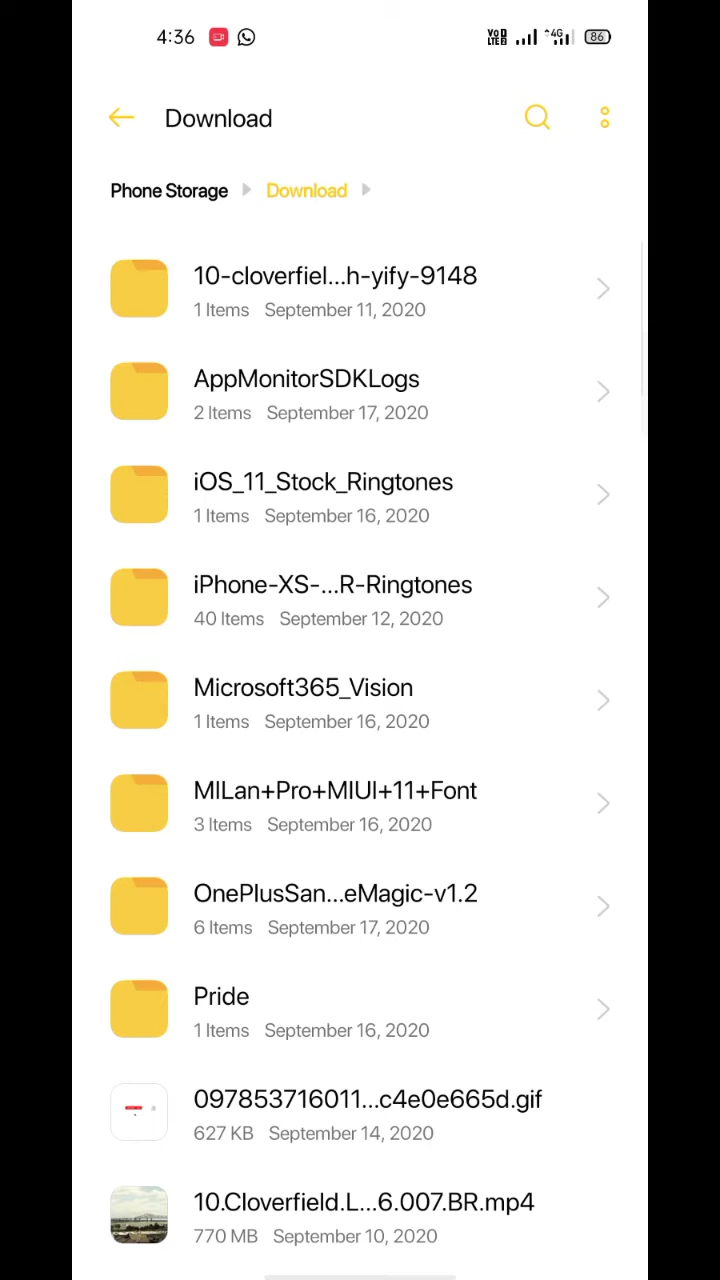 4:36 VoD LTE2 4G 86
Download
Phone Storage Download
10-cloverfiel...h-yify-9148
1 Items September 11, 2020
AppMonitorSDKLogs
2 Items September 17, 2020
iOS_11_Stock_Ringtones
1 Items September 16, 2020
iPhone-XS-...R-Ringtones
40 Items September 12, 2020
Microsoft365_Vision
1 Items September 16, 2020
MILan+Pro+MIUI+11+Font
3 Items September 16, 2020
OnePlusSan...eMagic-v1.2
6 Items September 17, 2020
Pride
1 Items September 16, 2020
097853716011...c4e0e665d.gif
627 KB September 14, 2020
10.Cloverfield.L...6.007.BR.mp4
770 MB September 10, 2020